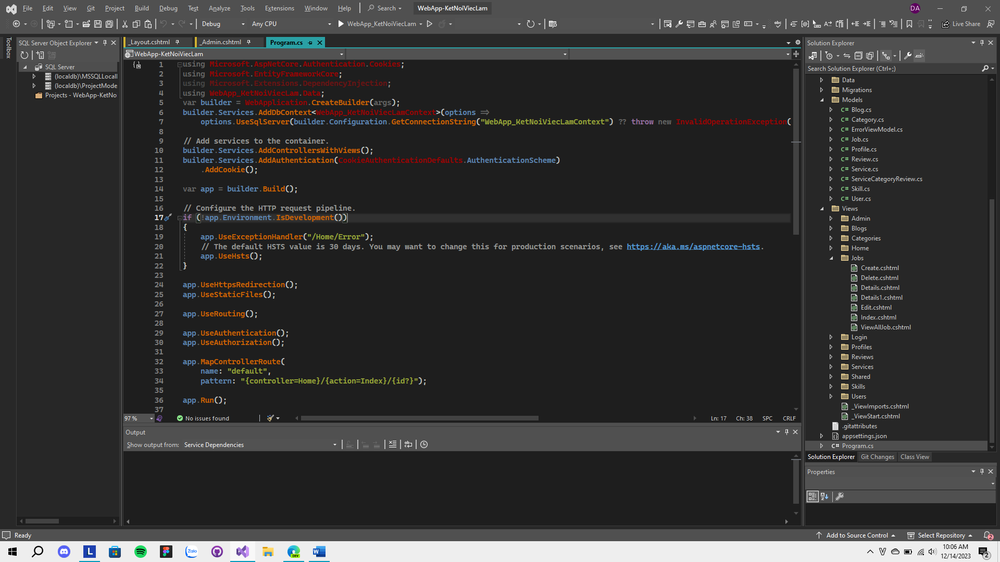 File Edit View Git Project Build Debug Test Analyze Tools Extensions Window Help Search WebApp-KetNoiViecLam DA
Debug Any CPU WebApp_KetNoiViecLam Live Share
Toolbox
SQL Server Object Explorer
SQL Server
(localdb)\MSSQLLocall
(localdb)\ProjectMode
Projects - WebApp-KetNo
_Layout.cshtml _Admin.cshtml Program.cs
WebApp-KetNoiViecLam
1 using Microsoft.AspNetCore.Authentication.Cookies;
2 using Microsoft.EntityFrameworkCore;
3 using Microsoft.Extensions.DependencyInjection;
4 using WebApp_KetNoiViecLam.Data;
5 var builder = WebApplication.CreateBuilder(args);
6 builder.Services.AddDbContext<WebApp_KetNoiViecLamContext>(options =>
7 options.UseSqlServer(builder.Configuration.GetConnectionString("WebApp_KetNoiViecLamContext") ?? throw new InvalidOperationException(
8
9 // Add services to the container.
10 builder.Services.AddControllersWithViews();
11 builder.Services.AddAuthentication(CookieAuthenticationDefaults.AuthenticationScheme)
12 .AddCookie();
13
14 var app = builder.Build();
15
16 // Configure the HTTP request pipeline.
17 if (!app.Environment.IsDevelopment())
18 {
19 app.UseExceptionHandler("/Home/Error");
20 // The default HSTS value is 30 days. You may want to change this for production scenarios, see https://aka.ms/aspnetcore-hsts.
21 app.UseHsts();
22 }
23
24 app.UseHttpsRedirection();
25 app.UseStaticFiles();
26
27 app.UseRouting();
28
29 app.UseAuthentication();
30 app.UseAuthorization();
31
32 app.MapControllerRoute(
33 name: "default",
34 pattern: "{controller=Home}/{action=Index}/{id?}");
35
36 app.Run();
37
97 % No issues found Ln: 17 Ch: 38 SPC CRLF
Output
Show output from: Service Dependencies
Solution Explorer
Search Solution Explorer (Ctrl+;)
Data
Migrations
Models
C# Blog.cs
C# Category.cs
C# ErrorViewModel.cs
C# Job.cs
C# Profile.cs
C# Review.cs
C# Service.cs
C# ServiceCategoryReview.cs
C# Skill.cs
C# User.cs
Views
Admin
Blogs
Categories
Home
Jobs
Create.cshtml
Delete.cshtml
Details.cshtml
Details1.cshtml
Edit.cshtml
Index.cshtml
ViewAllJob.cshtml
Login
Profiles
Reviews
Services
Shared
Skills
Users
_ViewImports.cshtml
_ViewStart.cshtml
.gitattributes
appsettings.json
C# Program.cs
Solution Explorer Git Changes Class View
Properties
Ready Add to Source Control Select Repository 2
L Zalo DEV 10:06 AM
12/14/2023 2